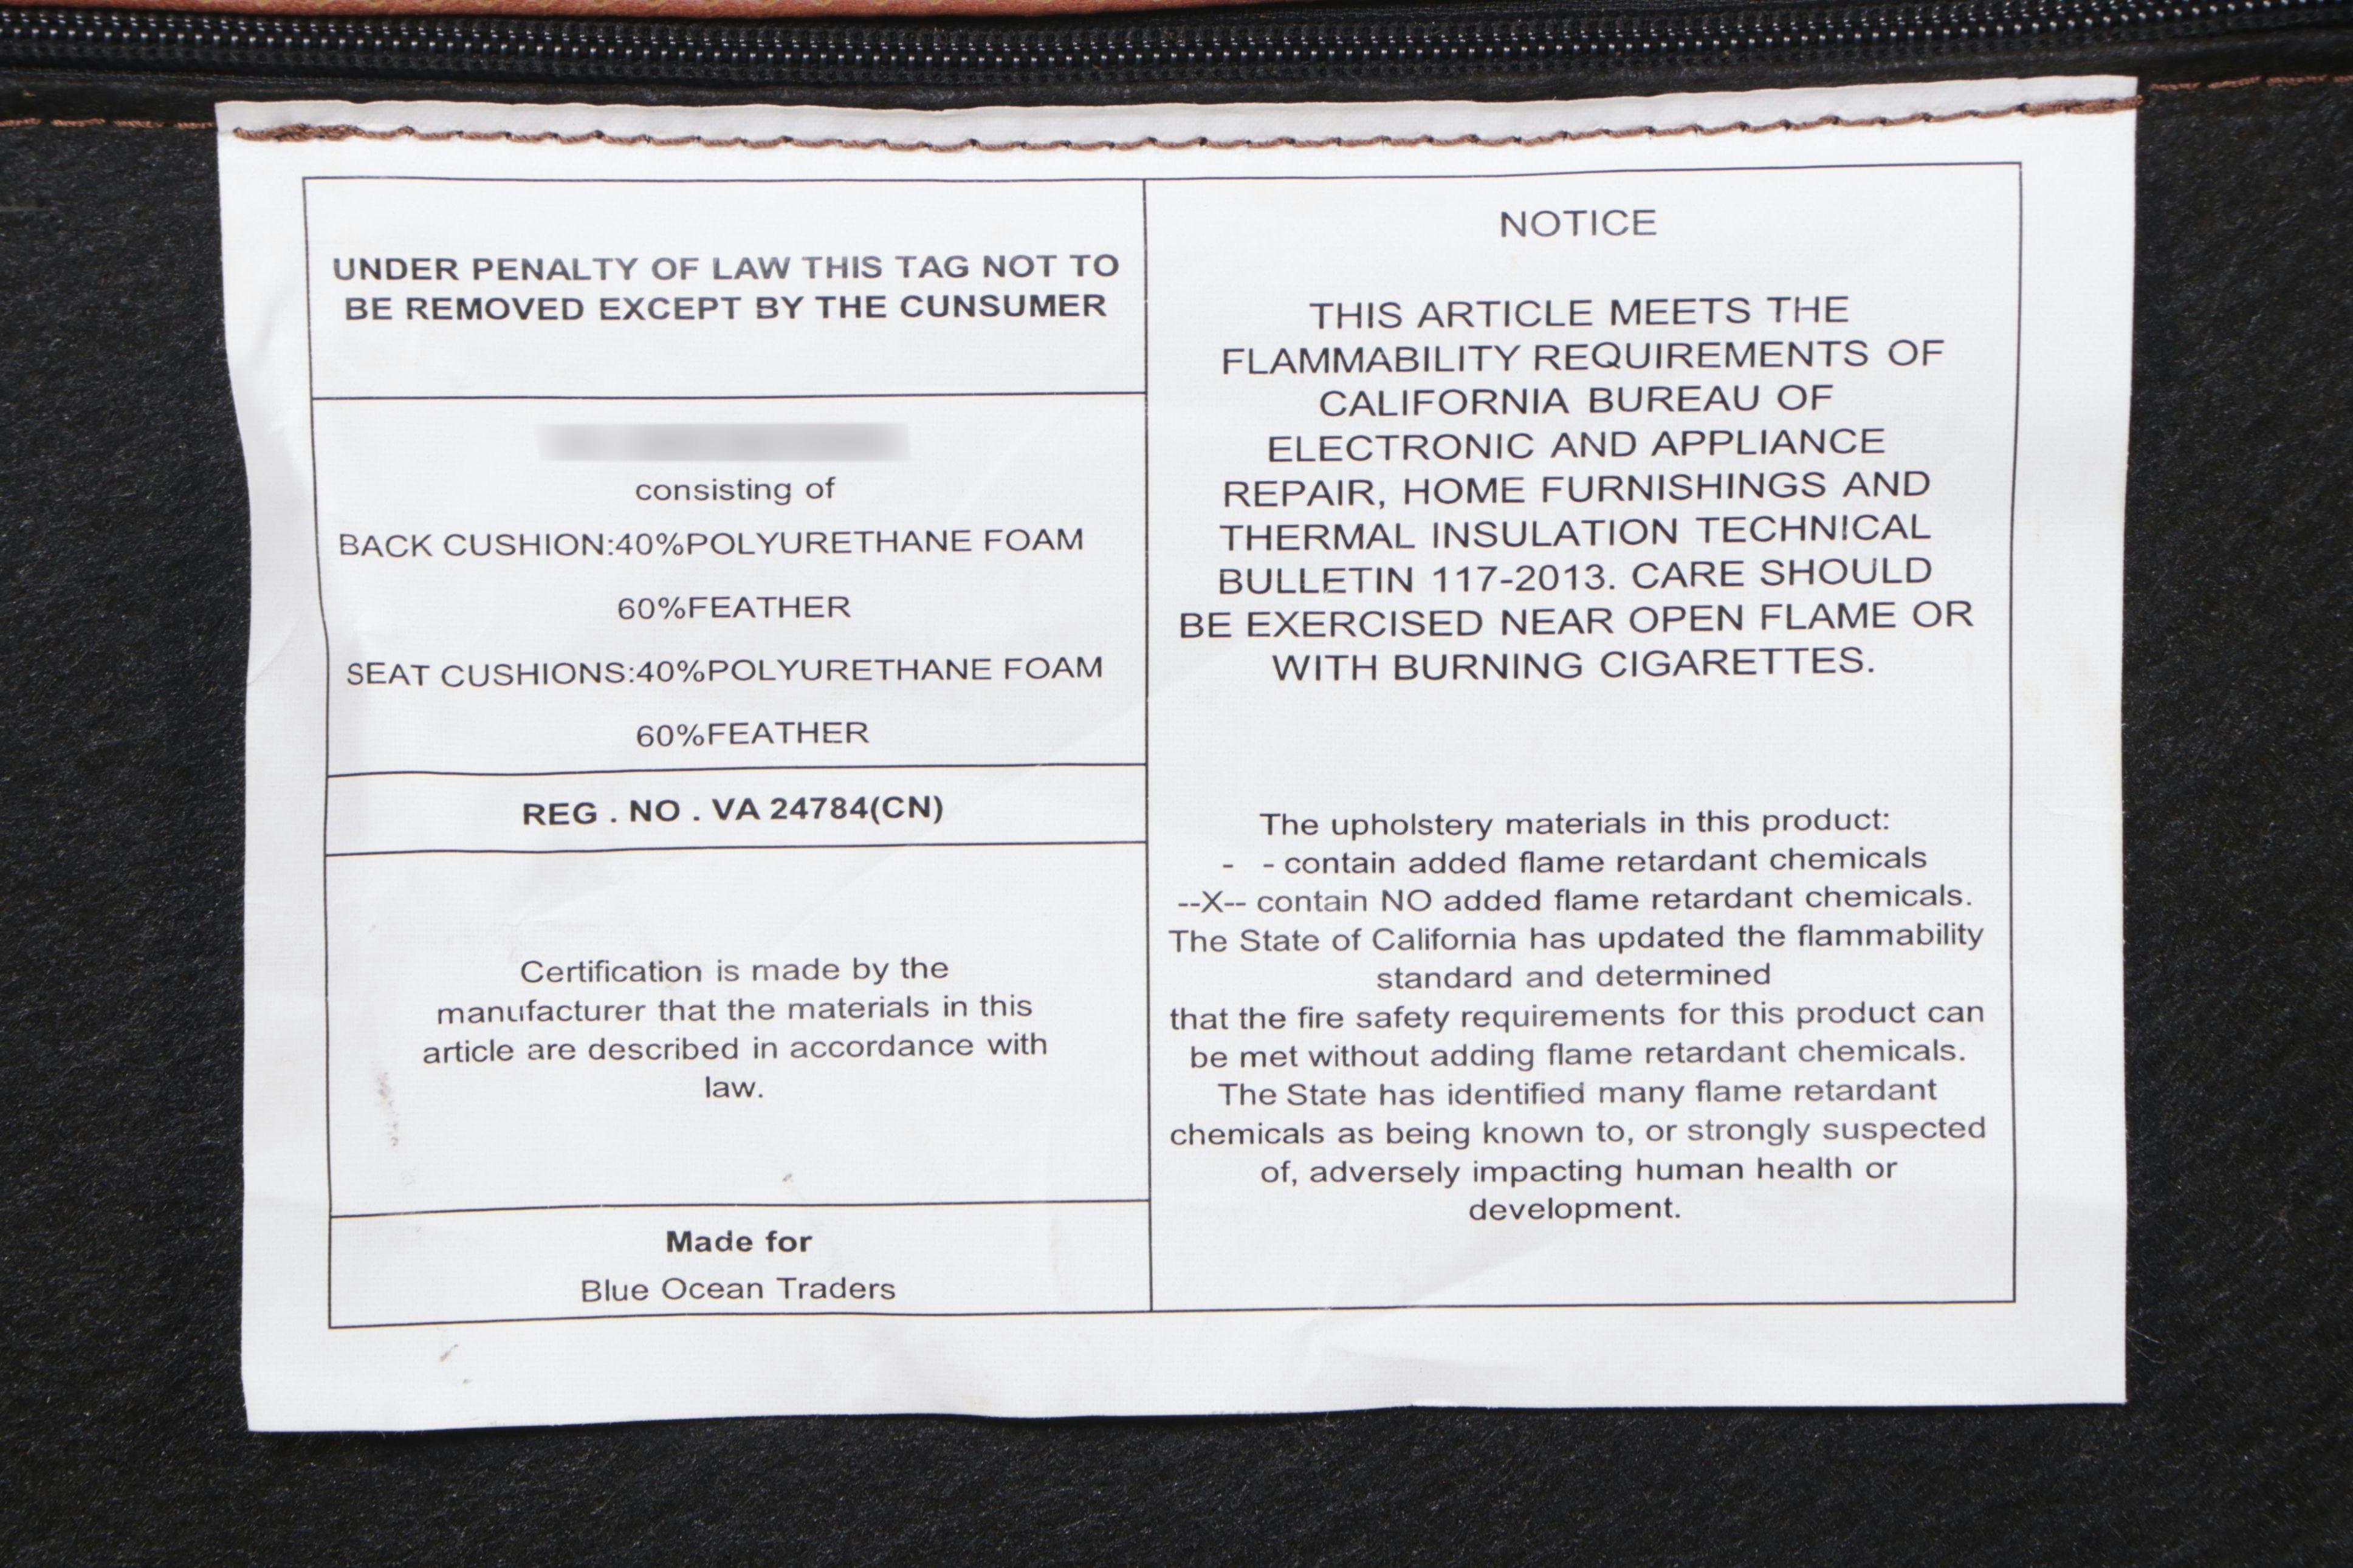 UNDER PENALTY OF LAW THIS TAG NOT TO
BE REMOVED EXCEPT BY THE CUNSUMER
consisting of
BACK CUSHION:40%POLYURETHANE FOAM
60%FEATHER
SEAT CUSHIONS:40%POLYURETHANE FOAM
60%FEATHER
REG . NO . VA 24784(CN)
Certification is made by the
manufacturer that the materials in this
article are described in accordance with
law.
Made for
Blue Ocean Traders
NOTICE
THIS ARTICLE MEETS THE
FLAMMABILITY REQUIREMENTS OF
CALIFORNIA BUREAU OF
ELECTRONIC AND APPLIANCE
REPAIR, HOME FURNISHINGS AND
THERMAL INSULATION TECHNICAL
BULLETIN 117-2013. CARE SHOULD
BE EXERCISED NEAR OPEN FLAME OR
WITH BURNING CIGARETTES.
The upholstery materials in this product:
-   - contain added flame retardant chemicals
--X-- contain NO added flame retardant chemicals.
The State of California has updated the flammability
standard and determined
that the fire safety requirements for this product can
be met without adding flame retardant chemicals.
The State has identified many flame retardant
chemicals as being known to, or strongly suspected
of, adversely impacting human health or
development.